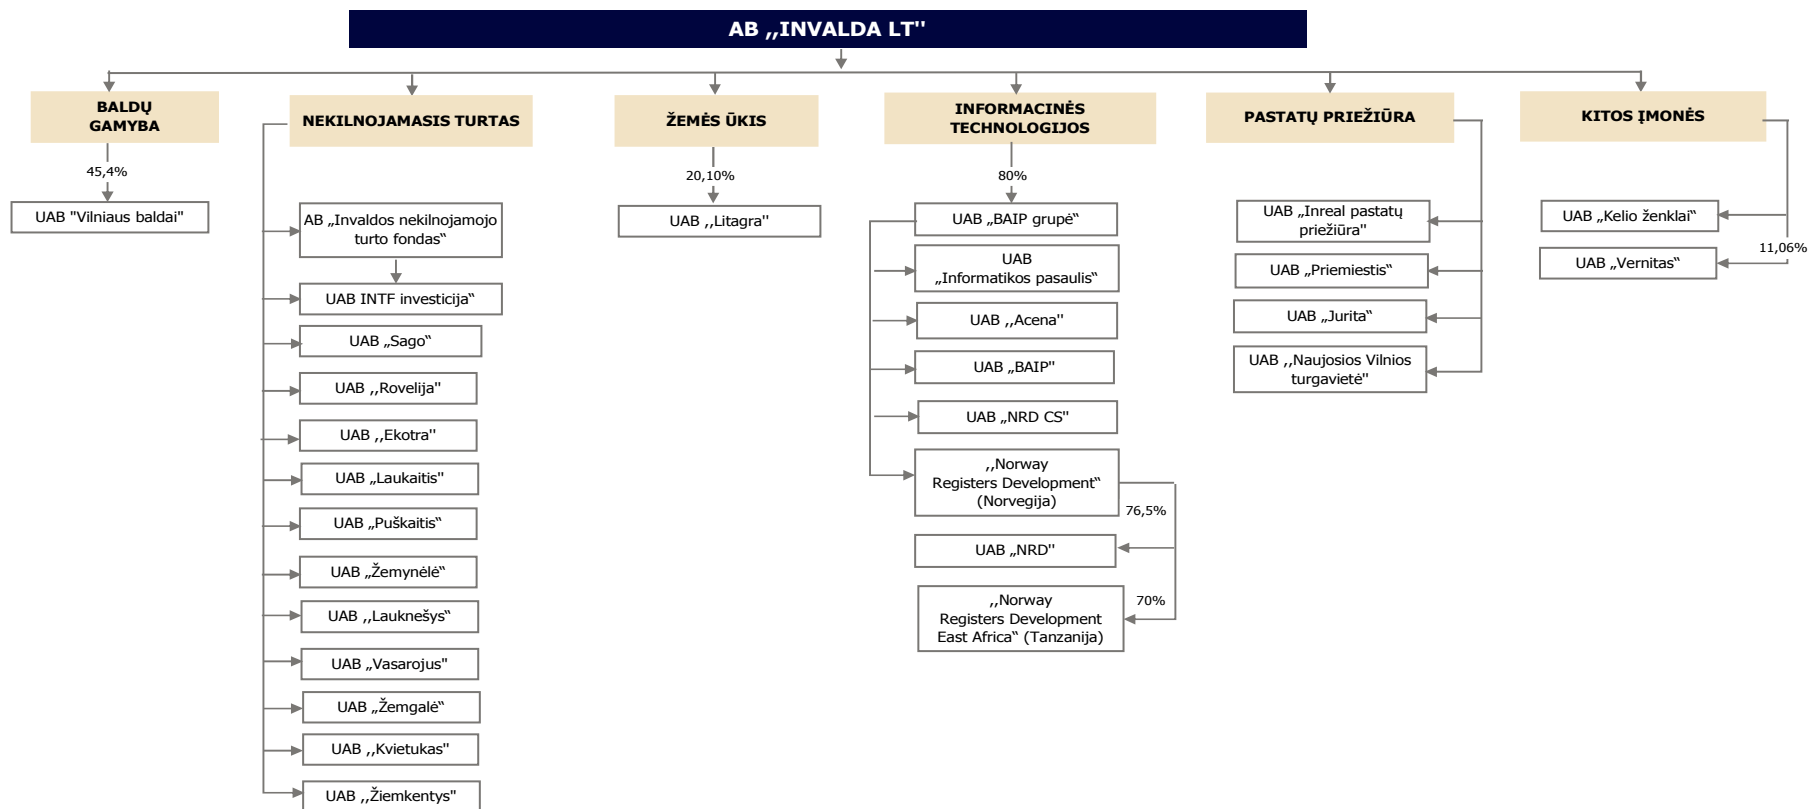 AB ,,INVALDA LT"
BALDŲ
GAMYBA
45,4%
UAB "Vilniaus baldai"
NEKILNOJAMASIS TURTAS
AB „Invaldos nekilnojamojo
turto fondas“
UAB INTF investicija“
UAB „Sago“
UAB ,,Rovelija"
UAB ,,Ekotra"
UAB „Laukaitis"
UAB „Puškaitis“
UAB „Žemynėlė“
UAB ,,Lauknešys"
UAB „Vasarojus"
UAB „Žemgalė“
UAB ,,Kvietukas"
UAB ,,Žiemkentys"
ŽEMĖS ŪKIS
20,10%
UAB ,,Litagra"
INFORMACINĖS
TECHNOLOGIJOS
80%
UAB „BAIP grupė“
UAB
„Informatikos pasaulis“
UAB ,,Acena"
UAB „BAIP"
UAB „NRD CS"
,,Norway
Registers Development“
(Norvegija)
76,5%
UAB „NRD"
70%
,,Norway
Registers Development
East Africa“ (Tanzanija)
PASTATŲ PRIEŽIŪRA
UAB „Inreal pastatų
priežiūra"
UAB „Priemiestis“
UAB „Jurita“
UAB ,,Naujosios Vilnios
turgavietė"
KITOS ĮMONĖS
UAB „Kelio ženklai“
11,06%
UAB „Vernitas“